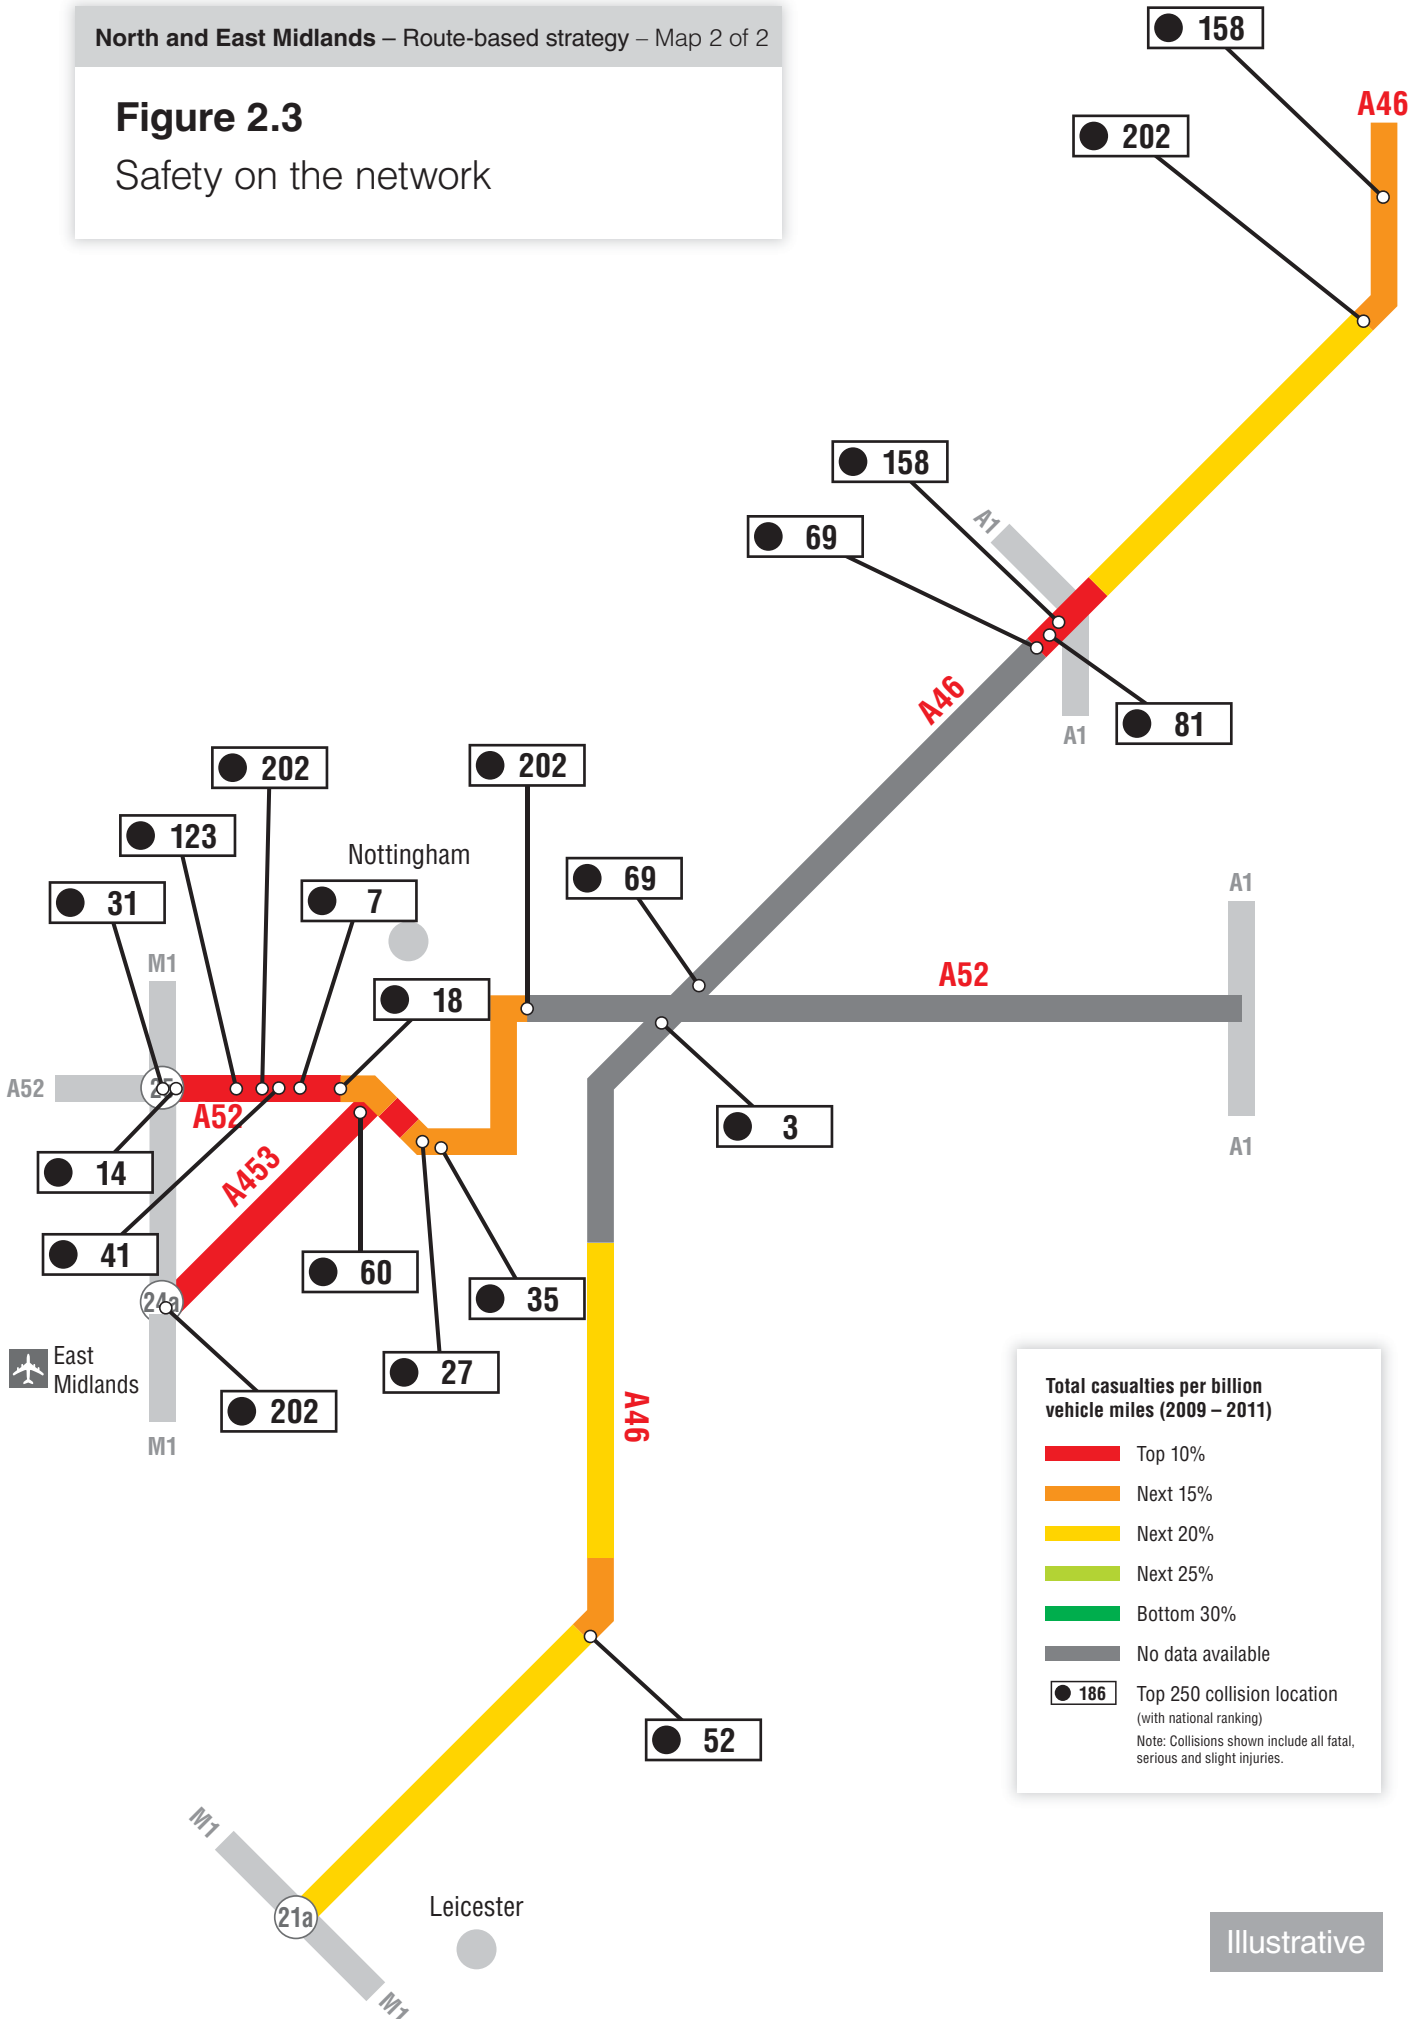 North and East Midlands – Route-based strategy – Map 2 of 2
Figure 2.3
Safety on the network
158
A46
202
158
A1
69
A46
81
A1
202
202
123
Nottingham
69
7
31
A1
M1
A52
18
A52
25
A52
3
A1
14
A453
41
60
35
24a
East
Midlands
27
202
M1
A46
Total casualties per billion
vehicle miles (2009 – 2011)
Top 10%
Next 15%
Next 20%
Next 25%
Bottom 30%
No data available
186
Top 250 collision location
(with national ranking)
Note: Collisions shown include all fatal,
serious and slight injuries.
52
M1
Leicester
21a
M1
Illustrative